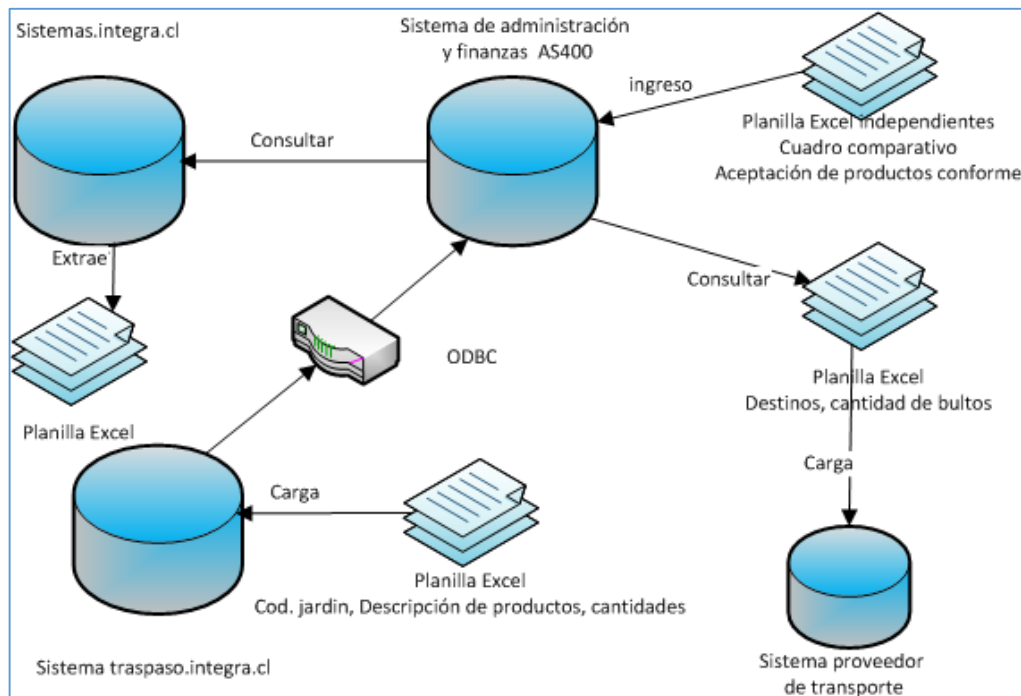 Sistemas.integra.cl
Sistema de administración
y finanzas AS400
ingreso
Planilla Excel independientes
Cuadro comparativo
Aceptación de productos conforme
Consultar
Extrae
Consultar
ODBC
Planilla Excel
Planilla Excel
Destinos, cantidad de bultos
Carga
Carga
Planilla Excel
Cod. jardin, Descripción de productos, cantidades
Sistema traspaso.integra.cl
Sistema proveedor
de transporte